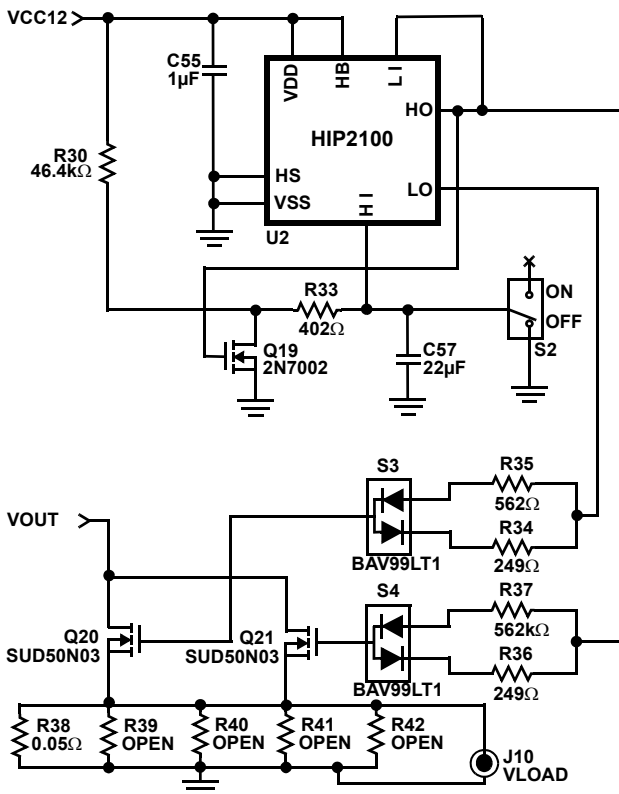 VCC12
C55
1µF
VDD
HB
LI
HO
R30
46.4kΩ
HIP2100
HS
VSS
HI
LO
U2
R33
402Ω
ON
OFF
S2
Q19
2N7002
C57
22µF
S3
R35
562Ω
R34
249Ω
BAV99LT1
VOUT
S4
R37
562kΩ
R36
249Ω
BAV99LT1
Q20
SUD50N03
Q21
SUD50N03
R38
0.05Ω
R39
OPEN
R40
OPEN
R41
OPEN
R42
OPEN
J10
VLOAD